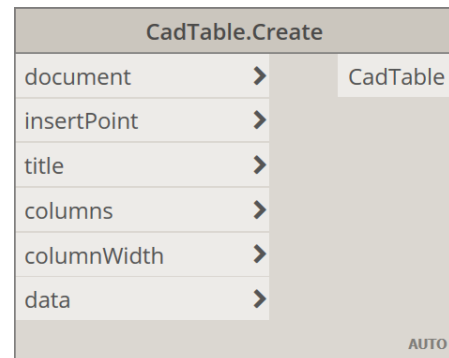 CadTable.Create
document
CadTable
insertPoint
title
columns
columnWidth
data
AUTO